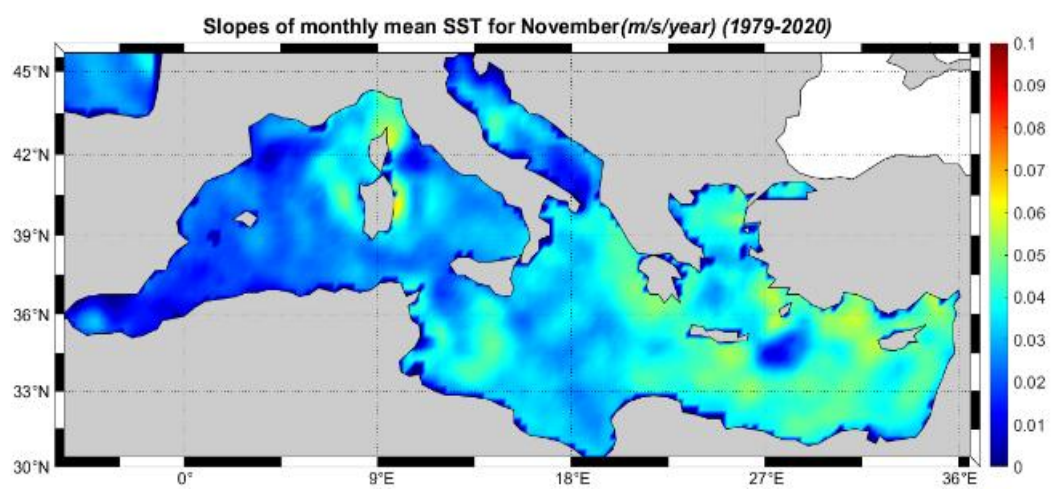 Slopes of monthly mean SST for November(m/s/year) (1979-2020)
45°N
42°N
39°N
36°N
33°N
30°N
0°
9°E
18°E
27°E
36°E
0.1
0.09
0.08
0.07
0.06
0.05
0.04
0.03
0.02
0.01
0